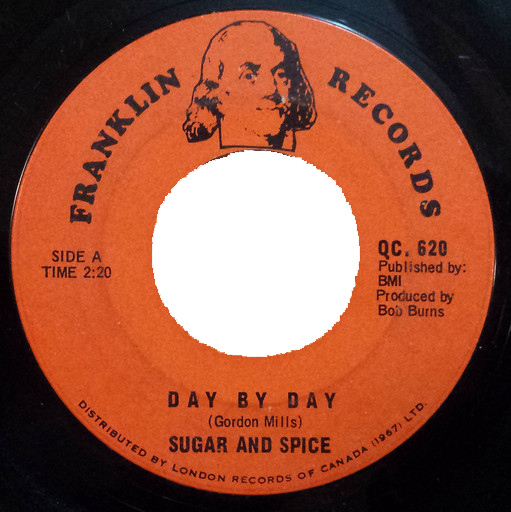 FRANKLIN RECORDS
SIDE A
TIME 2:20
QC. 620
Published by:
BMI
Produced by
Bob Burns
DAY BY DAY
(Gordon Mills)
SUGAR AND SPICE
DISTRIBUTED BY LONDON RECORDS OF CANADA (1967) LTD.